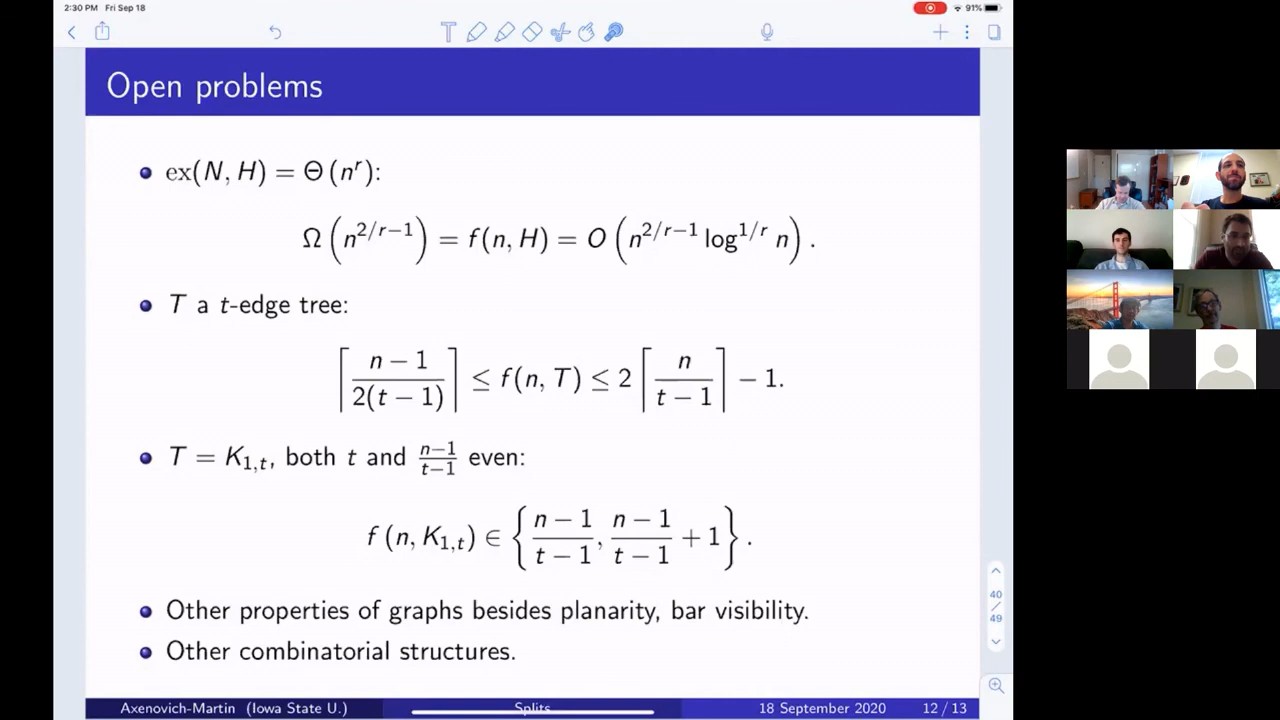 2:30 PM Fri Sep 18
91%
Open problems
ex(N, H) = Θ (n^r):
Ω (n^{2/r−1}) = f(n, H) = O (n^{2/r−1} log^{1/r} n) .
T a t-edge tree:
⌈(n − 1)/(2(t − 1))⌉ ≤ f(n, T) ≤ 2 ⌈n/(t − 1)⌉ − 1.
T = K_{1,t}, both t and (n−1)/(t−1) even:
f (n, K_{1,t}) ∈ {(n − 1)/(t − 1), (n − 1)/(t − 1) + 1} .
Other properties of graphs besides planarity, bar visibility.
Other combinatorial structures.
40
/
49
Axenovich-Martin (Iowa State U.) Splits 18 September 2020 12 / 13